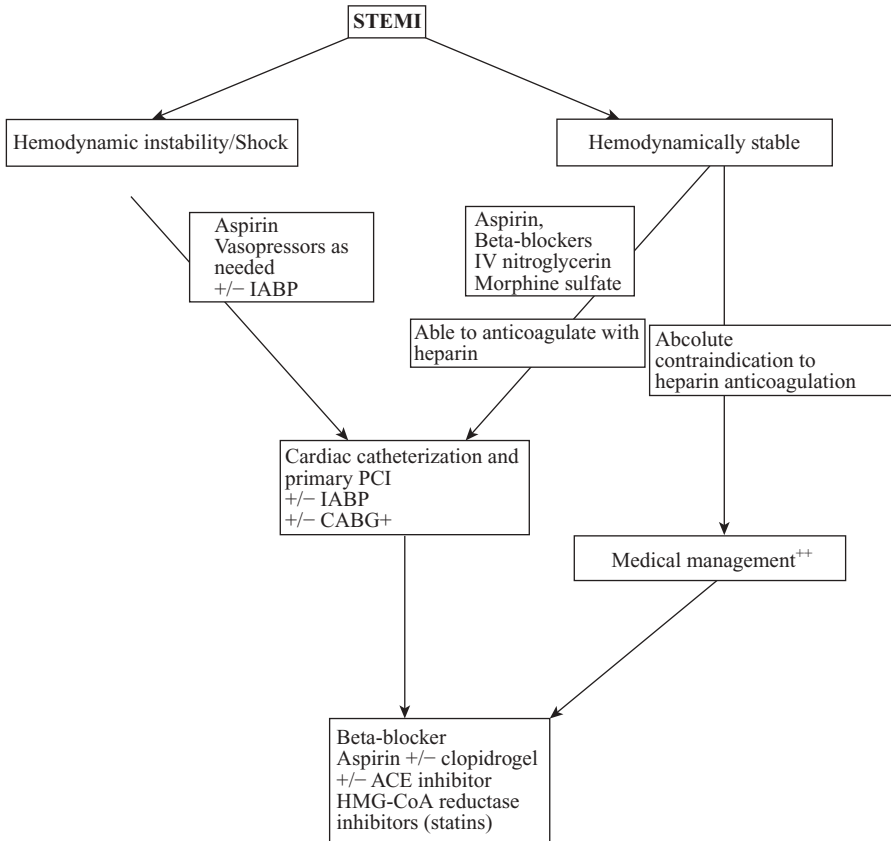 STEMI
Hemodynamic instability/Shock
Hemodynamically stable
Aspirin
Vasopressors as
needed
+/− IABP
Aspirin,
Beta-blockers
IV nitroglycerin
Morphine sulfate
Able to anticoagulate with
heparin
Abcolute
contraindication to
heparin anticoagulation
Cardiac catheterization and
primary PCI
+/− IABP
+/− CABG+
Medical management++
Beta-blocker
Aspirin +/− clopidrogel
+/− ACE inhibitor
HMG-CoA reductase
inhibitors (statins)